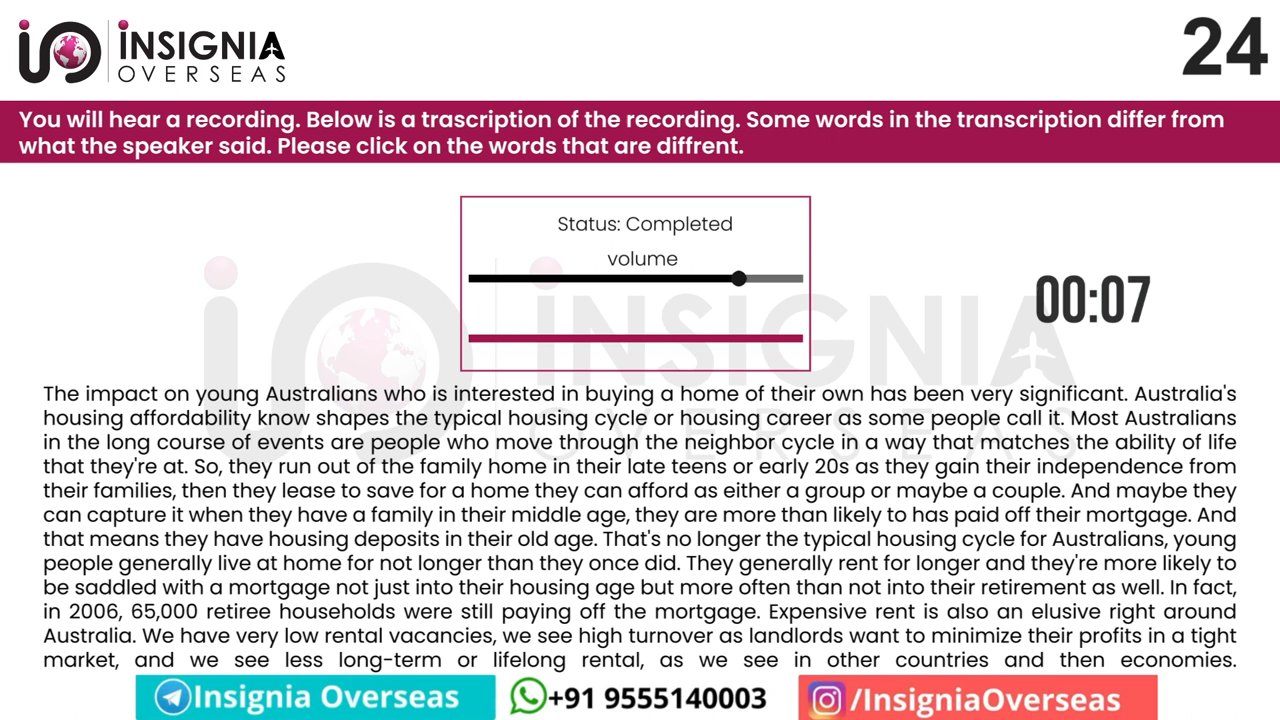 iNSIGNIA
OVERSEAS
24
You will hear a recording. Below is a trascription of the recording. Some words in the transcription differ from
what the speaker said. Please click on the words that are diffrent.
Status: Completed
volume
00:07
iNSIGNIA
OVERSEAS
The impact on young Australians who is interested in buying a home of their own has been very significant. Australia's
housing affordability know shapes the typical housing cycle or housing career as some people call it. Most Australians
in the long course of events are people who move through the neighbor cycle in a way that matches the ability of life
that they're at. So, they run out of the family home in their late teens or early 20s as they gain their independence from
their families, then they lease to save for a home they can afford as either a group or maybe a couple. And maybe they
can capture it when they have a family in their middle age, they are more than likely to has paid off their mortgage. And
that means they have housing deposits in their old age. That's no longer the typical housing cycle for Australians, young
people generally live at home for not longer than they once did. They generally rent for longer and they're more likely to
be saddled with a mortgage not just into their housing age but more often than not into their retirement as well. In fact,
in 2006, 65,000 retiree households were still paying off the mortgage. Expensive rent is also an elusive right around
Australia. We have very low rental vacancies, we see high turnover as landlords want to minimize their profits in a tight
market, and we see less long-term or lifelong rental, as we see in other countries and then economies.
Insignia Overseas
+91 9555140003
/InsigniaOverseas